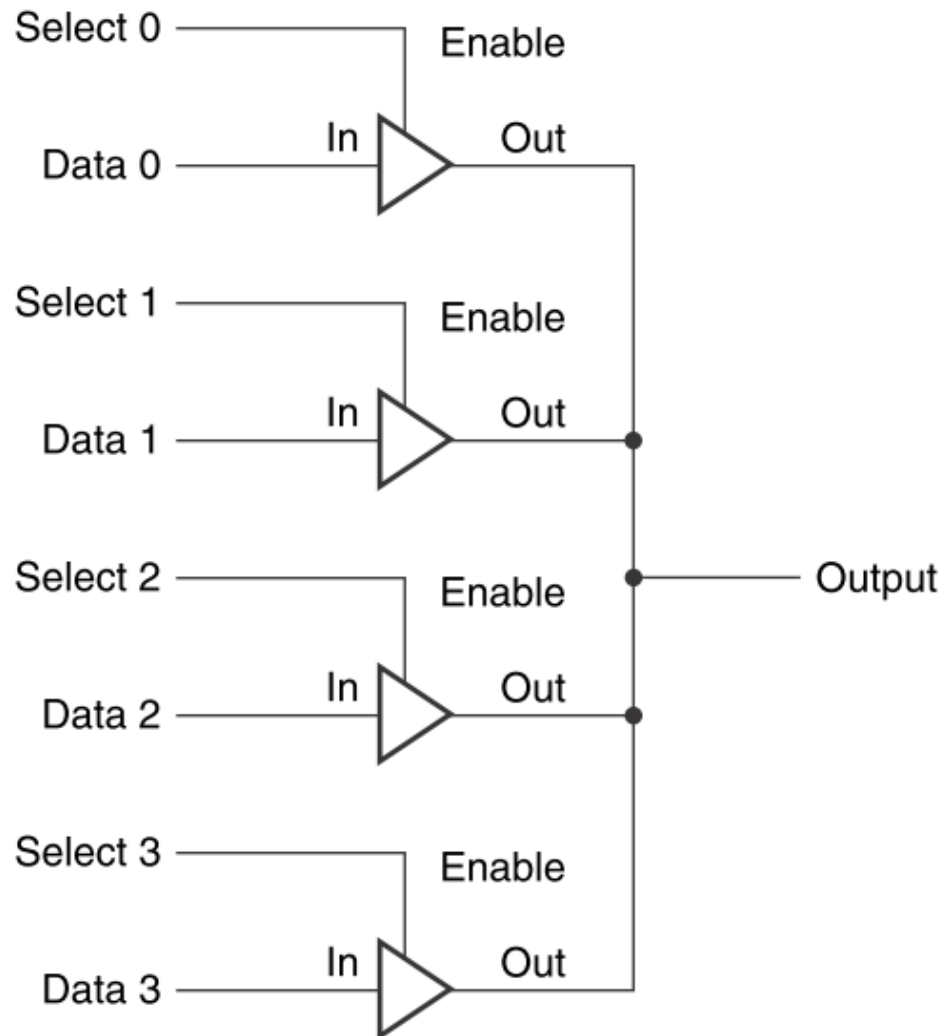 Select 0
Enable
In
Out
Data 0
Select 1
Enable
In
Out
Data 1
Select 2
Enable
Output
In
Out
Data 2
Select 3
Enable
In
Out
Data 3